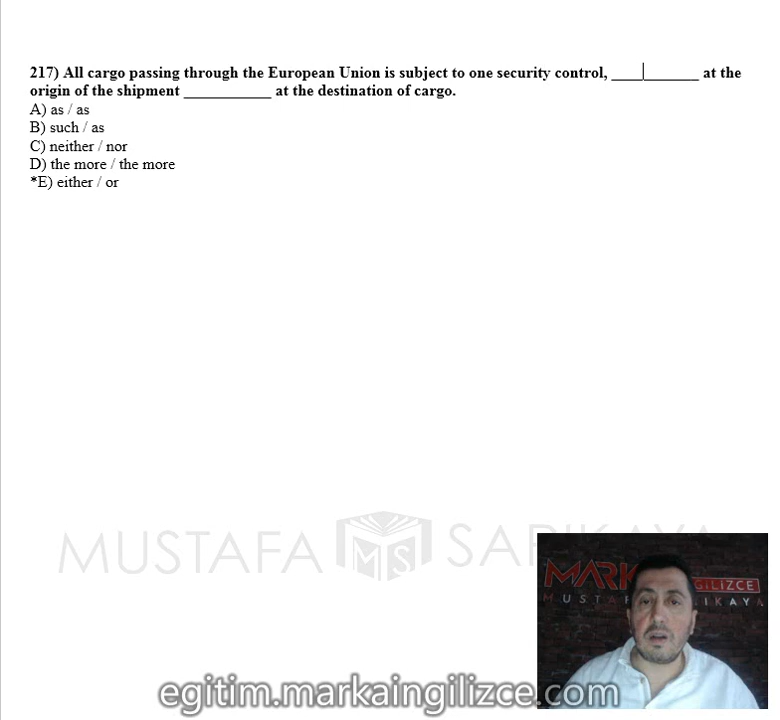 217) All cargo passing through the European Union is subject to one security control, ____________ at the
origin of the shipment ____________ at the destination of cargo.
A) as / as
B) such / as
C) neither / nor
D) the more / the more
*E) either / or
MUSTAFA MS SARIKAYA
egitim.markaingilizce.com